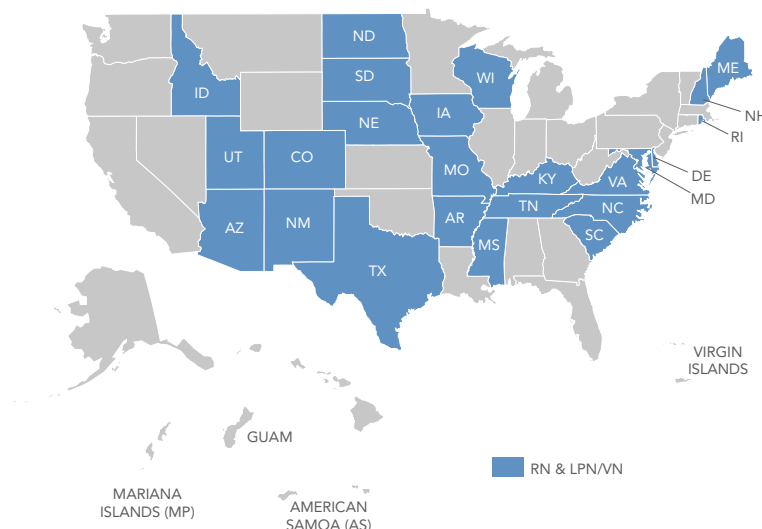 ND
ME
SD
WI
ID
NH
NE
IA
RI
UT
CO
MO
KY
VA
DE
MD
TN
NC
AZ
NM
AR
SC
MS
TX
VIRGIN
ISLANDS
GUAM
RN & LPN/VN
MARIANA
ISLANDS (MP)
AMERICAN
SAMOA (AS)